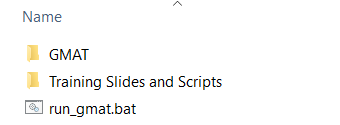 Name
GMAT
Training Slides and Scripts
run_gmat.bat